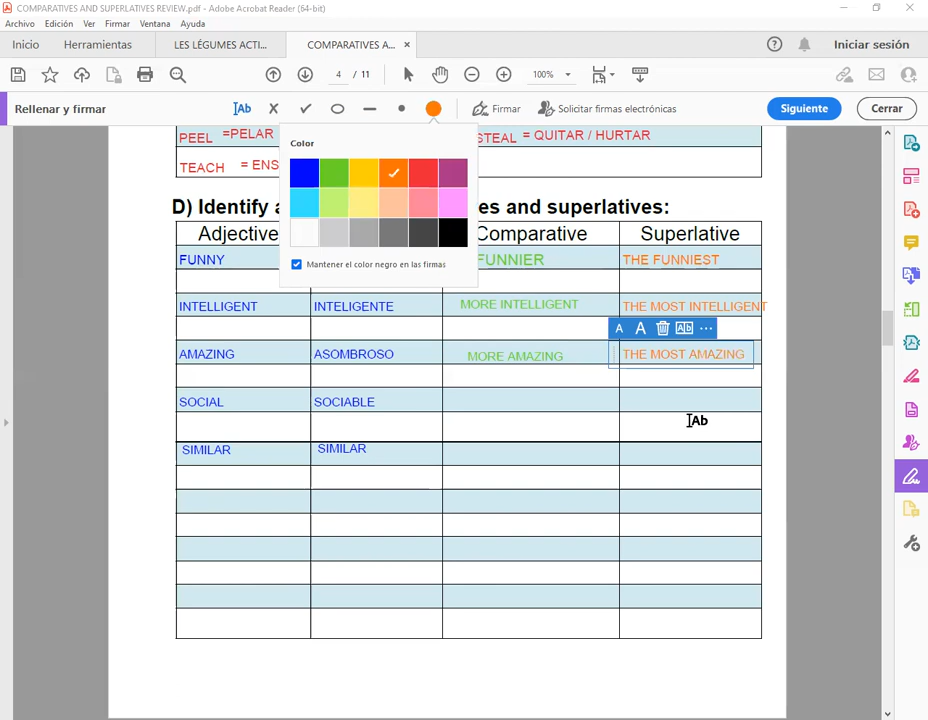 COMPARATIVES AND SUPERLATIVES REVIEW.pdf - Adobe Acrobat Reader (64-bit)
Archivo Edición Ver Firmar Ventana Ayuda
Inicio Herramientas LES LÉGUMES ACTI... COMPARATIVES A... × Iniciar sesión
4 / 11 100%
Rellenar y firmar Ab Firmar Solicitar firmas electrónicas Siguiente Cerrar
PEEL =PELAR STEAL = QUITAR / HURTAR
TEACH = ENS
Color
Mantener el color negro en las firmas
D) Identify a es and superlatives:
Adjective Comparative Superlative
FUNNY FUNNIER THE FUNNIEST
INTELLIGENT INTELIGENTE MORE INTELLIGENT THE MOST INTELLIGENT
A A Ab ...
AMAZING ASOMBROSO MORE AMAZING THE MOST AMAZING
SOCIAL SOCIABLE
Ab
SIMILAR SIMILAR